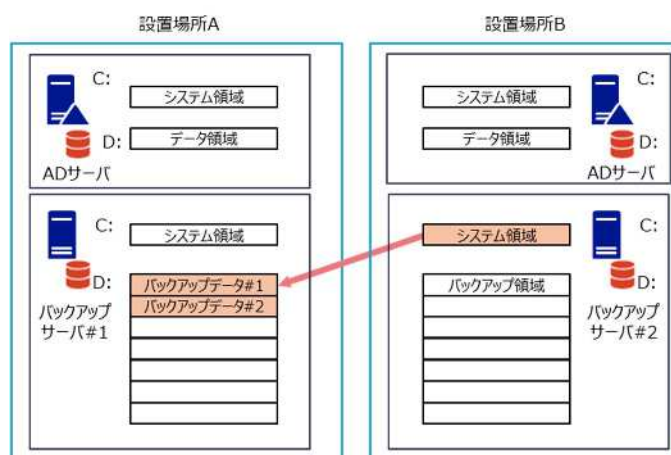 設置場所A
C:
システム領域
D:
データ領域
ADサーバ
C:
システム領域
D:
バックアップデータ#1
バックアップデータ#2
バックアップ
サーバ#1
設置場所B
システム領域
C:
データ領域
D:
ADサーバ
システム領域
C:
バックアップ領域
D:
バックアップ
サーバ#2